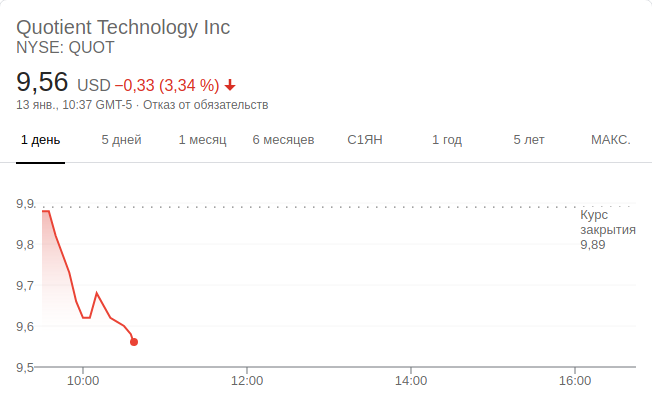 Quotient Technology Inc
NYSE: QUOT
9,56 USD −0,33 (3,34 %)
13 янв., 10:37 GMT-5 · Отказ от обязательств
1 день 5 дней 1 месяц 6 месяцев С1ЯН 1 год 5 лет МАКС.
9,9
Курс
закрытия
9,8
9,89
9,7
9,6
9,5
10:00 12:00 14:00 16:00